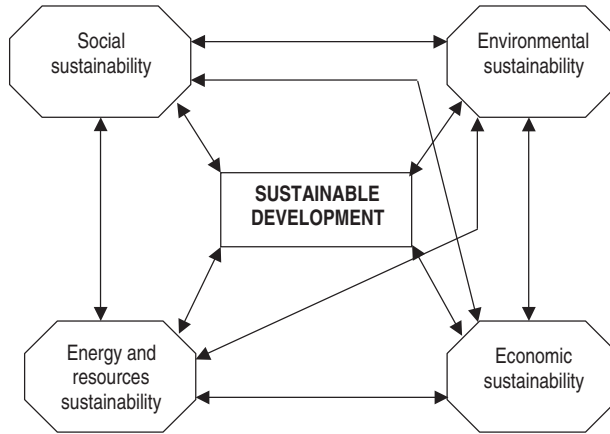 Social
sustainability
Environmental
sustainability
SUSTAINABLE
DEVELOPMENT
Energy and
resources
sustainability
Economic
sustainability